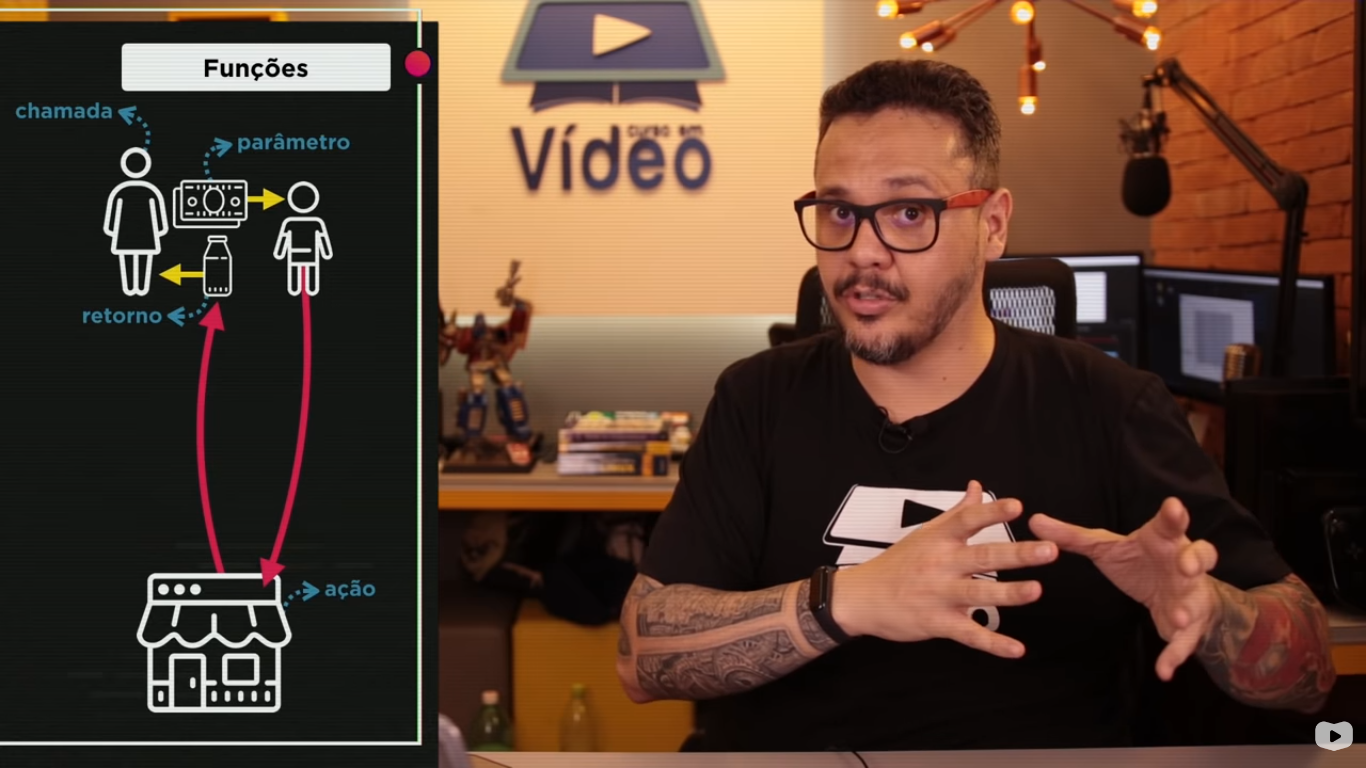 Funções
chamada
parâmetro
retorno
ação
curso em
Vídeo